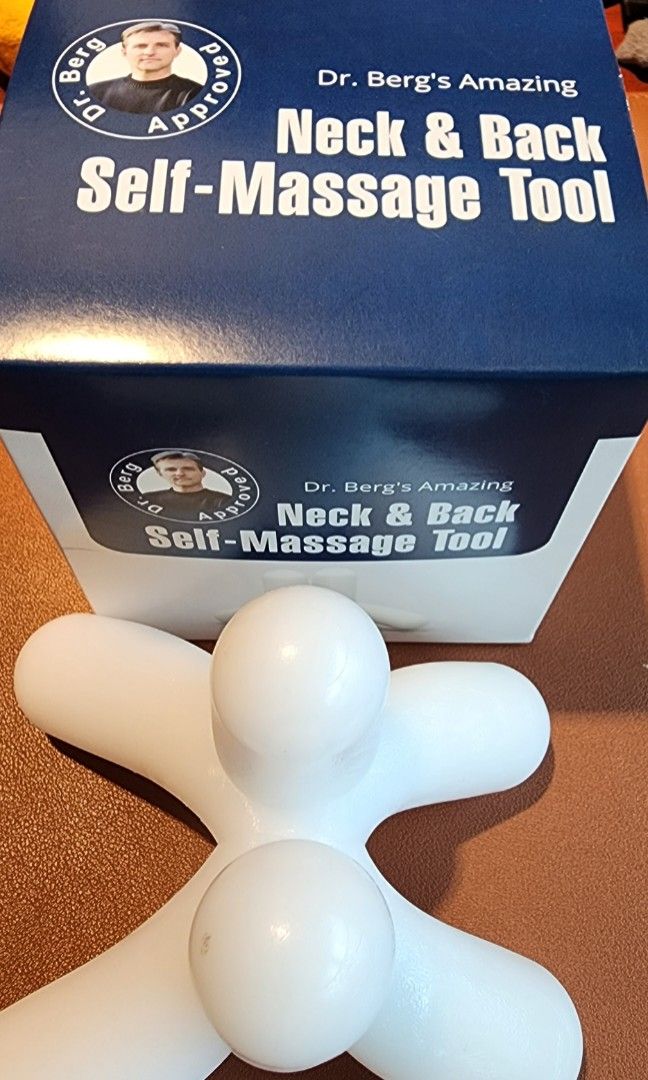 Dr. Berg Approved
Dr. Berg's Amazing
Neck & Back
Self-Massage Tool
Dr. Berg Approved
Dr. Berg's Amazing
Neck & Back
Self-Massage Tool